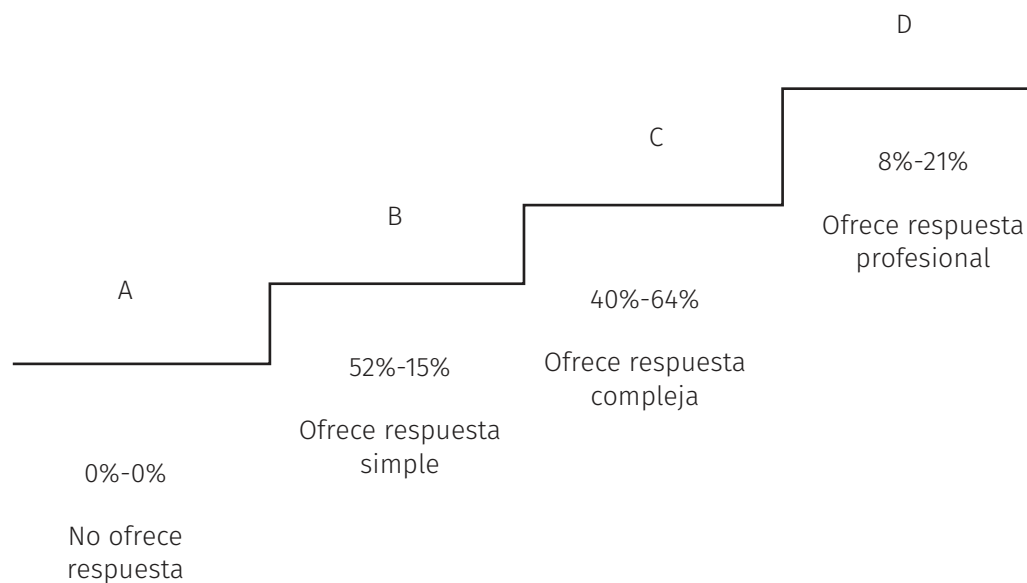 A
0%-0%
No ofrece
respuesta
B
52%-15%
Ofrece respuesta
simple
C
40%-64%
Ofrece respuesta
compleja
D
8%-21%
Ofrece respuesta
profesional